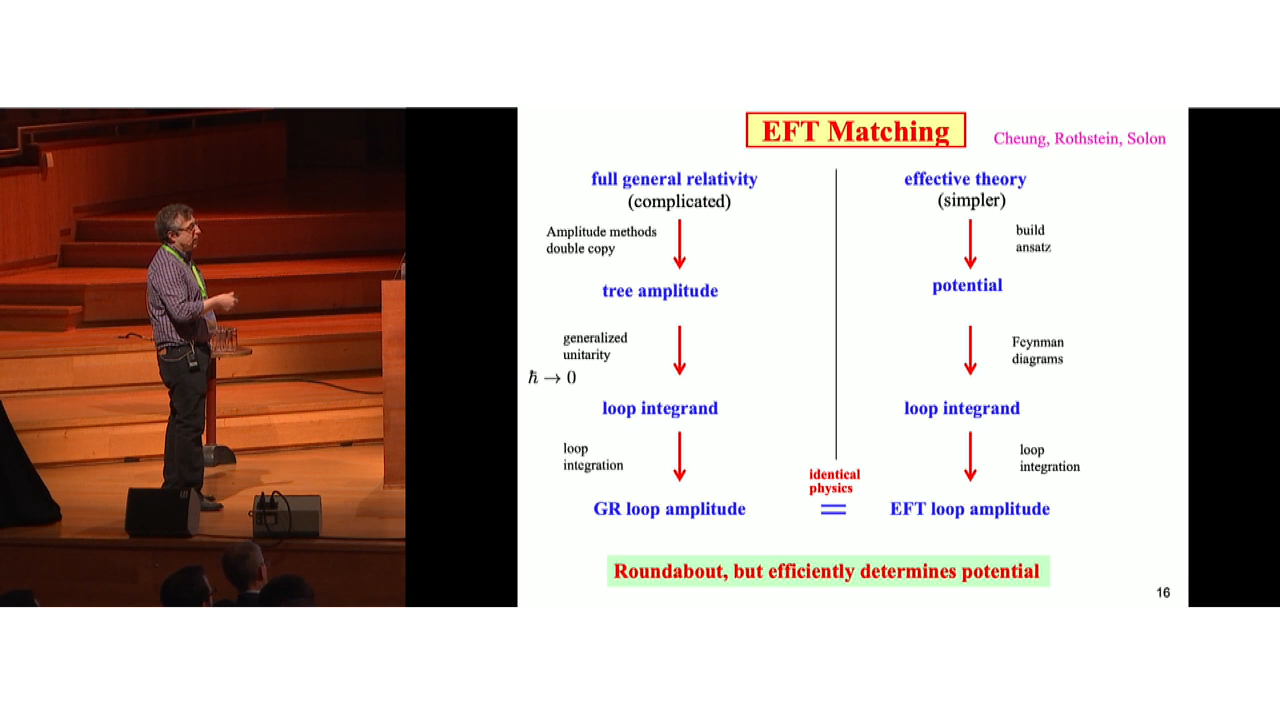 EFT Matching
Cheung, Rothstein, Solon
full general relativity
(complicated)
Amplitude methods
double copy
tree amplitude
generalized
unitarity
ℏ → 0
loop integrand
loop
integration
GR loop amplitude
effective theory
(simpler)
build
ansatz
potential
Feynman
diagrams
loop integrand
loop
integration
EFT loop amplitude
identical
physics
=
Roundabout, but efficiently determines potential
16